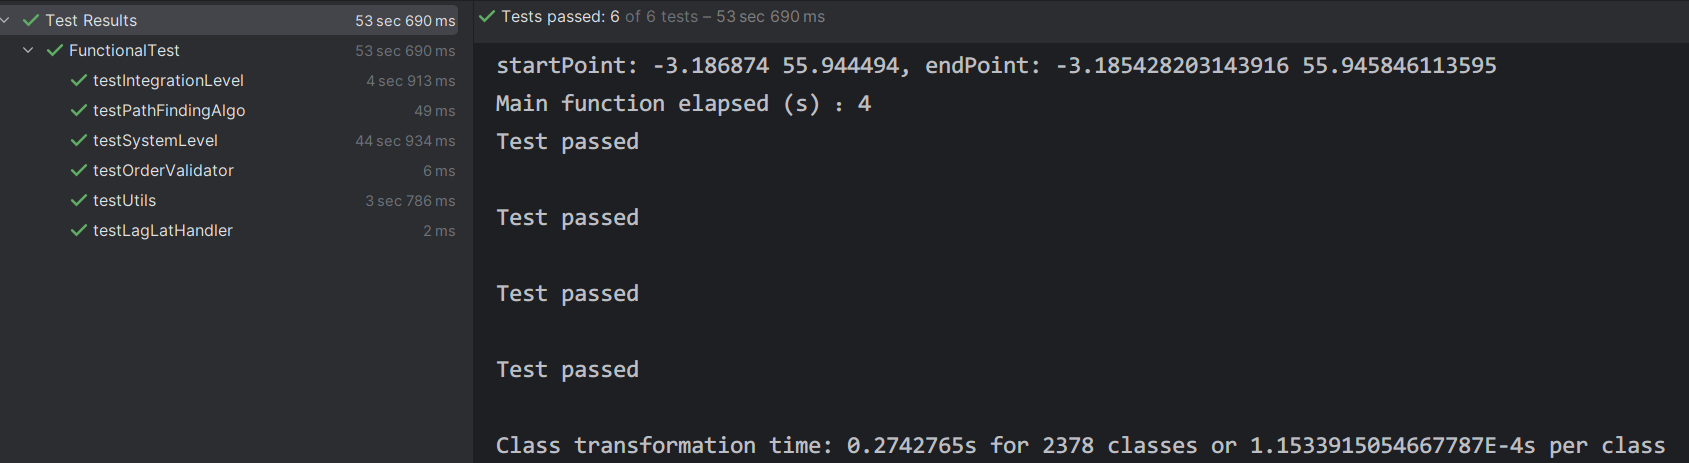 Test Results 53 sec 690 ms
FunctionalTest 53 sec 690 ms
testIntegrationLevel 4 sec 913 ms
testPathFindingAlgo 49 ms
testSystemLevel 44 sec 934 ms
testOrderValidator 6 ms
testUtils 3 sec 786 ms
testLagLatHandler 2 ms
Tests passed: 6 of 6 tests – 53 sec 690 ms
startPoint: -3.186874 55.944494, endPoint: -3.185428203143916 55.945846113595
Main function elapsed (s) : 4
Test passed
Test passed
Test passed
Test passed
Class transformation time: 0.2742765s for 2378 classes or 1.1533915054667787E-4s per class